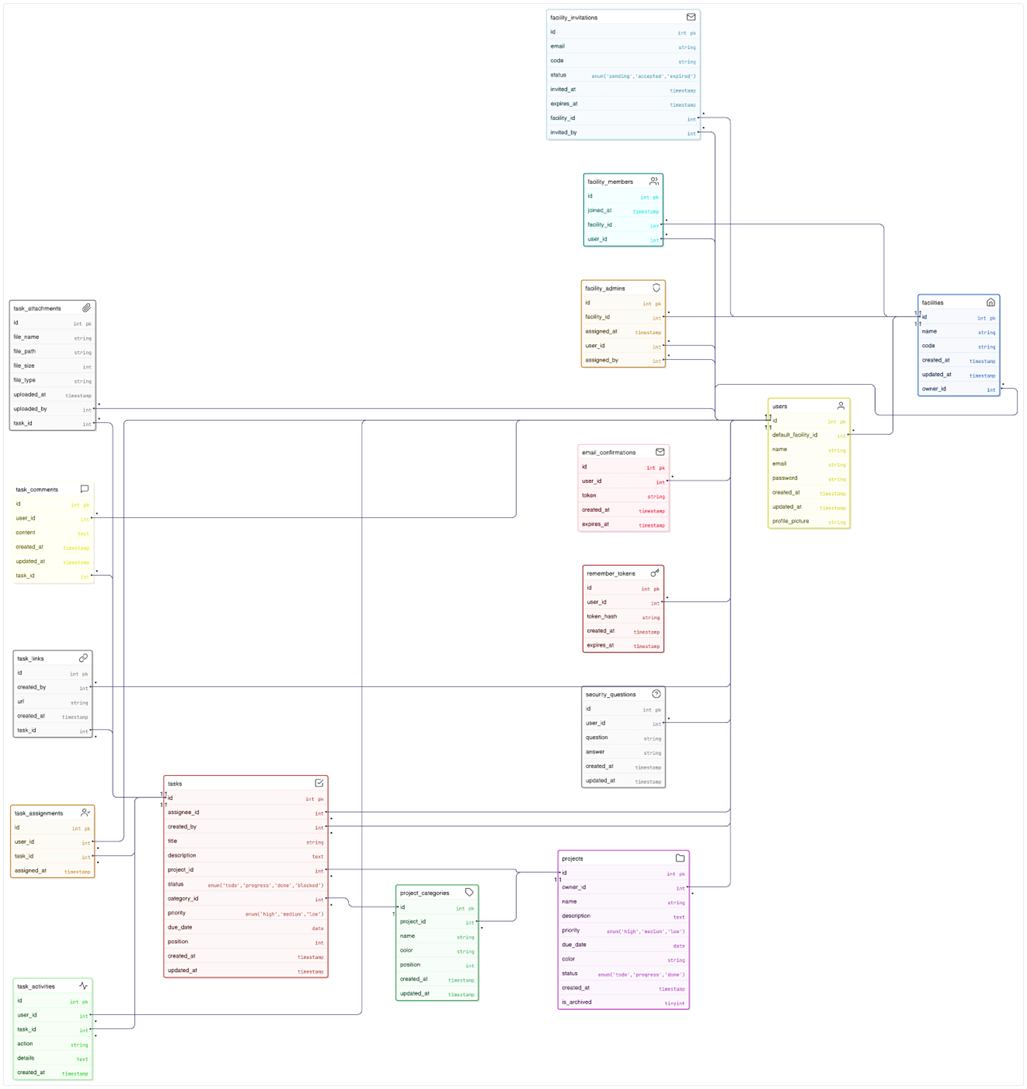 facility_invitations
id int pk
email string
code string
status enum('pending','accepted','expired')
invited_at timestamp
expires_at timestamp
facility_id int
invited_by int
facility_members
id int pk
joined_at timestamp
facility_id int
user_id int
facility_admins
id int pk
facility_id int
assigned_at timestamp
user_id int
assigned_by int
facilities
id int pk
name string
code string
created_at timestamp
updated_at timestamp
owner_id int
task_attachments
id int pk
file_name string
file_path string
file_size int
file_type string
uploaded_at timestamp
uploaded_by int
task_id int
users
id int pk
default_facility_id int
name string
email string
password string
created_at timestamp
updated_at timestamp
profile_picture string
email_confirmations
id int pk
user_id int
token string
created_at timestamp
expires_at timestamp
task_comments
id int pk
user_id int
content text
created_at timestamp
updated_at timestamp
task_id int
remember_tokens
id int pk
user_id int
token_hash string
created_at timestamp
expires_at timestamp
task_links
id int pk
created_by int
url string
created_at timestamp
task_id int
security_questions
id int pk
user_id int
question string
answer string
created_at timestamp
updated_at timestamp
tasks
id int pk
assignee_id int
created_by int
title string
description text
project_id int
status enum('todo','progress','done','blocked')
category_id int
priority enum('high','medium','low')
due_date date
position int
created_at timestamp
updated_at timestamp
task_assignments
id int pk
user_id int
task_id int
assigned_at timestamp
project_categories
id int pk
project_id int
name string
color string
position int
created_at timestamp
updated_at timestamp
projects
id int pk
owner_id int
name string
description text
priority enum('high','medium','low')
due_date date
color string
status enum('todo','progress','done')
created_at timestamp
is_archived tinyint
task_activities
id int pk
user_id int
task_id int
action string
details text
created_at timestamp